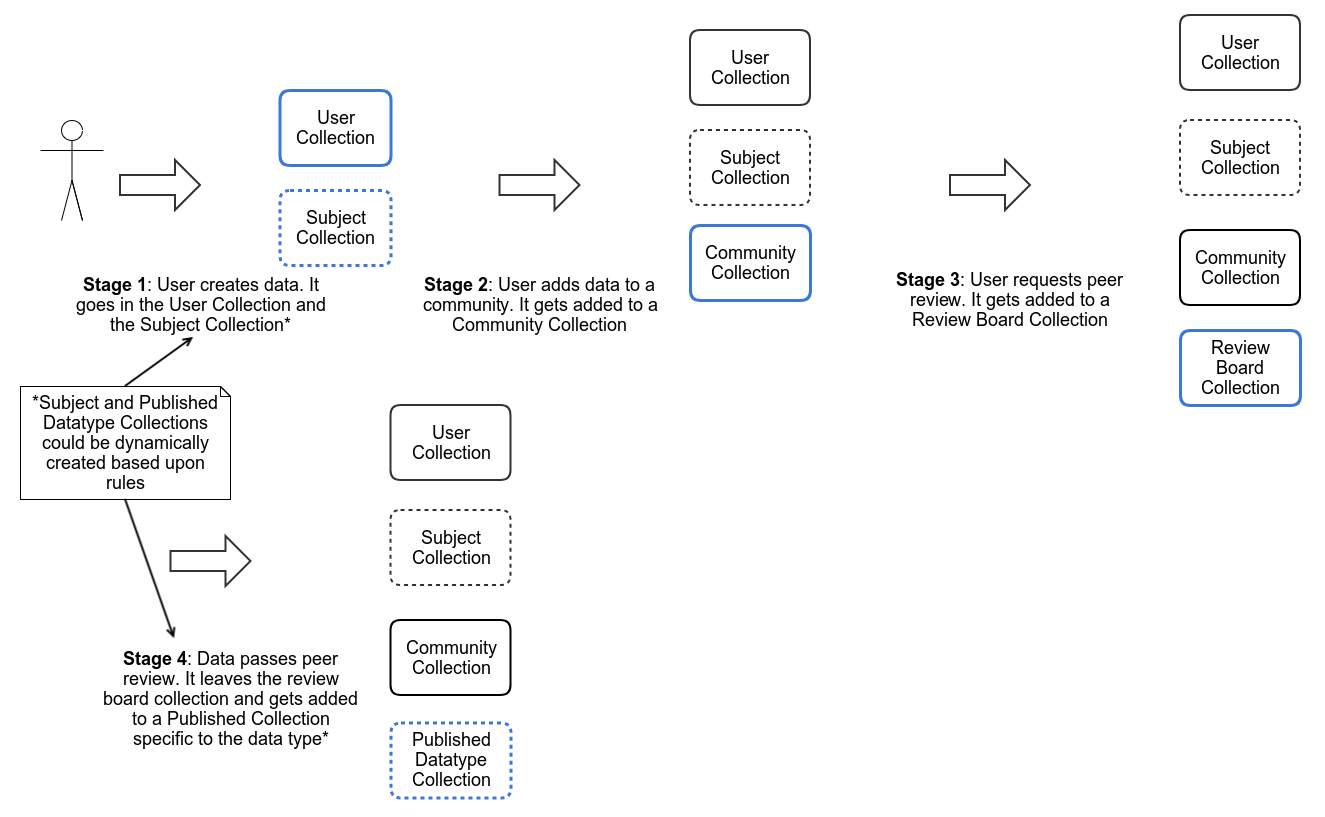 User
Collection
Subject
Collection
Stage 1: User creates data. It
goes in the User Collection and
the Subject Collection*
User
Collection
Subject
Collection
Community
Collection
Stage 2: User adds data to a
community. It gets added to a
Community Collection
User
Collection
Subject
Collection
Community
Collection
Review
Board
Collection
Stage 3: User requests peer
review. It gets added to a
Review Board Collection
*Subject and Published
Datatype Collections
could be dynamically
created based upon
rules
User
Collection
Subject
Collection
Community
Collection
Published
Datatype
Collection
Stage 4: Data passes peer
review. It leaves the review
board collection and gets added
to a Published Collection
specific to the data type*